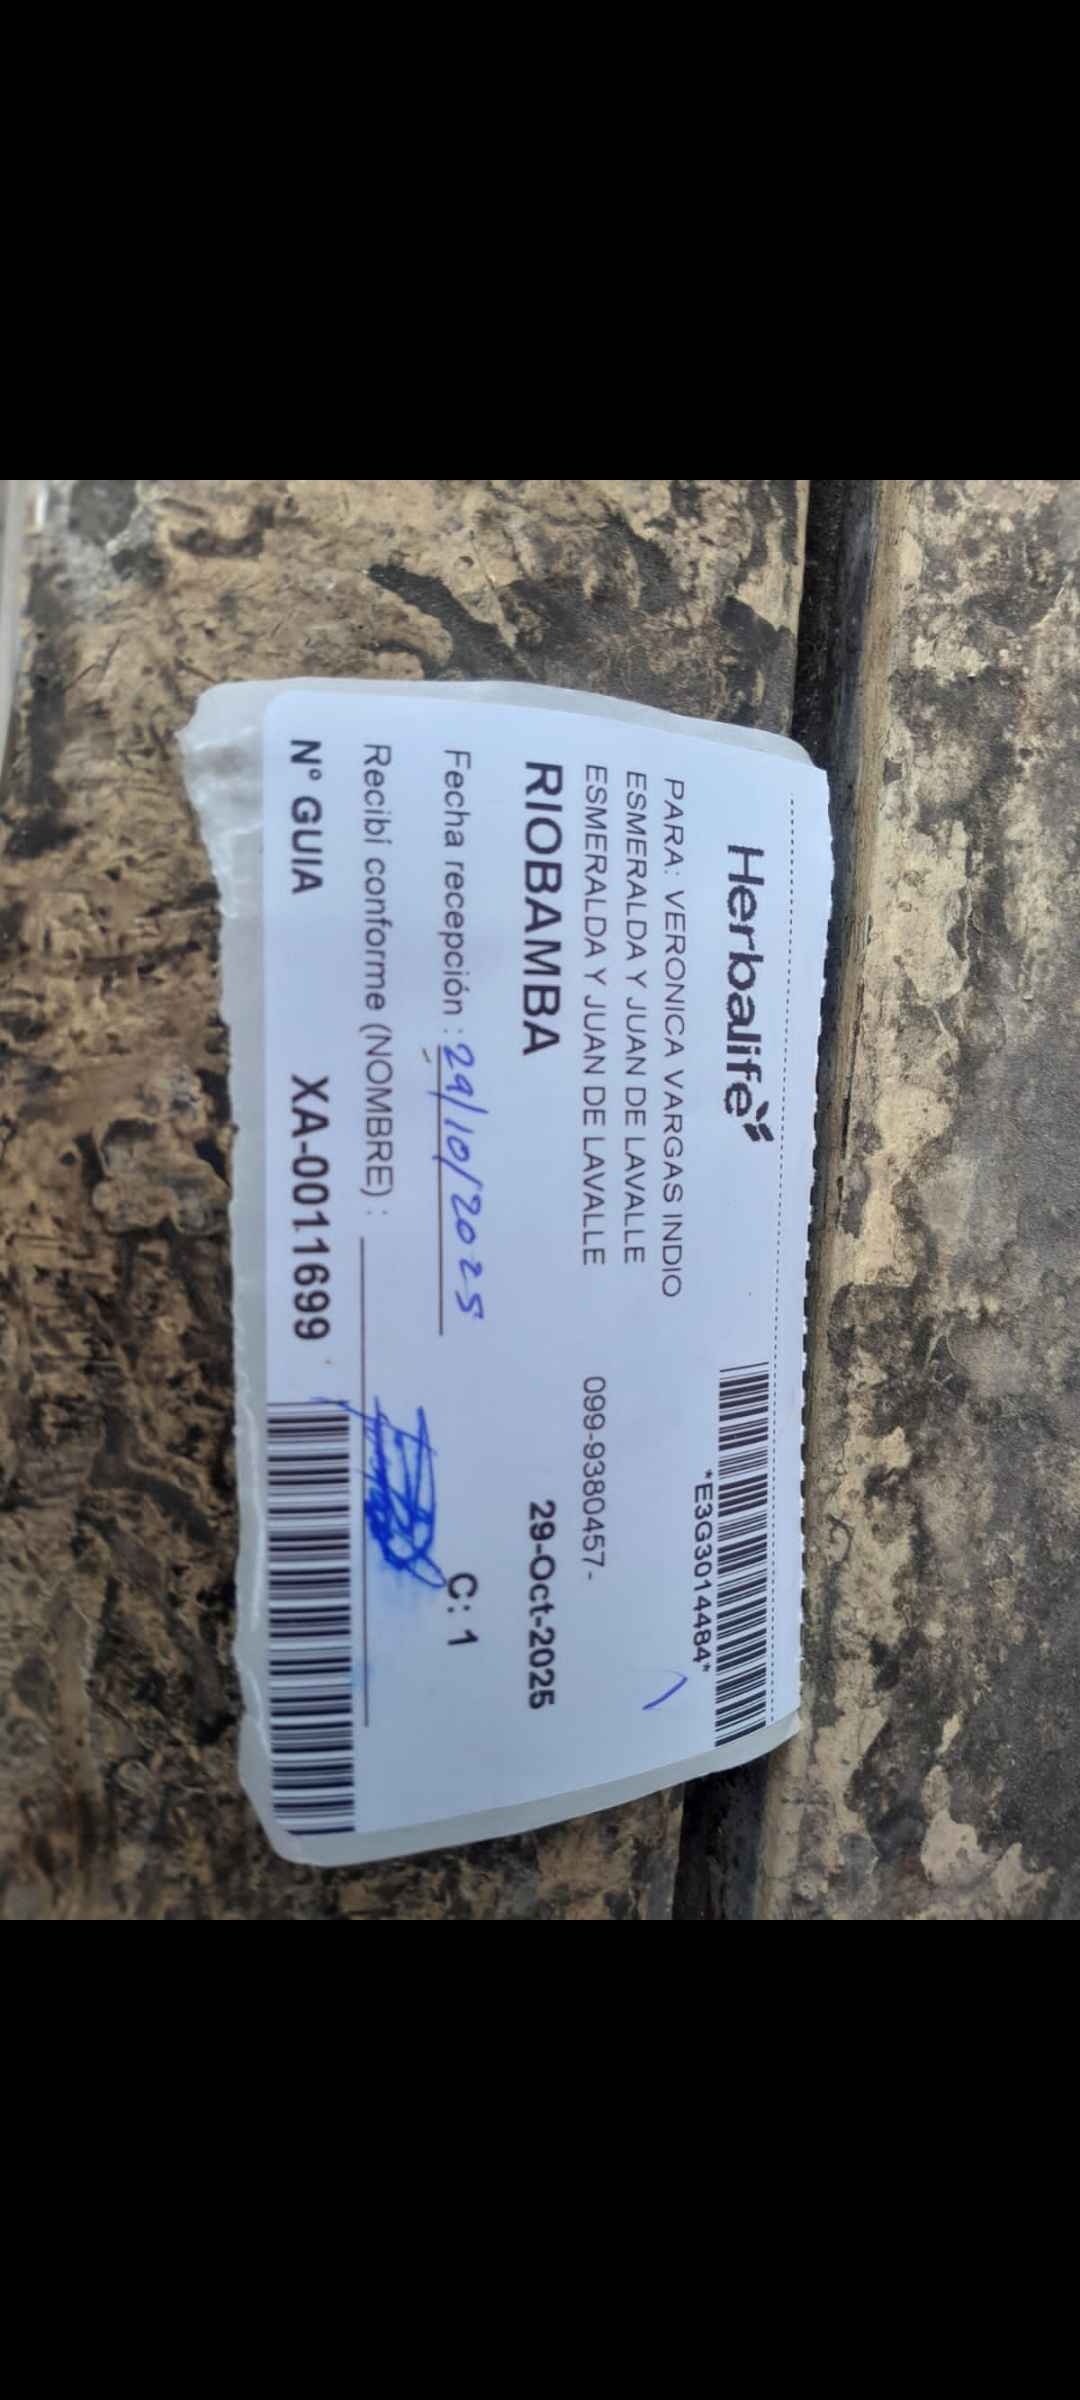 Herbalife
*E3G3014484*
PARA: VERONICA VARGAS INDIO
ESMERALDA Y JUAN DE LAVALLE
ESMERALDA Y JUAN DE LAVALLE 099-9380457-
RIOBAMBA 29-Oct-2025
Fecha recepción : 29/10/2025 C: 1
Recibí conforme (NOMBRE) :
N° GUIA XA-0011699